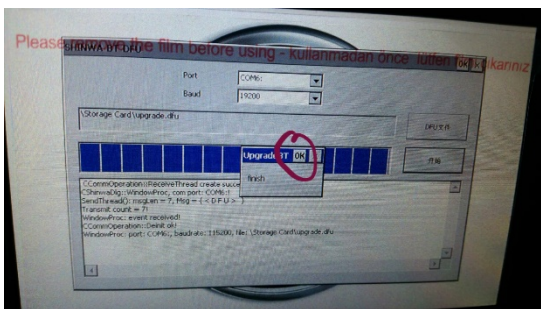 Please remove the film before using - kullanmadan önce lütfen
SHINWA BT DFU OK
Port COM6:
Baud 19200
\Storage Card\upgrade.dfu
DFU文件
Upgrade BT OK
开始
finish
CCommOperation::ReceiveThread create succe
CShinwaDlg::WindowProc, com port: COM6:!
SendThread(): msgLen = 7, Msg = { < D F U > }
Transmit count = 7!
WindowProc: event received!
CCommOperation::Deinit ok!
WindowProc: port: COM6:, baudrate: 115200, file: \Storage Card\upgrade.dfu